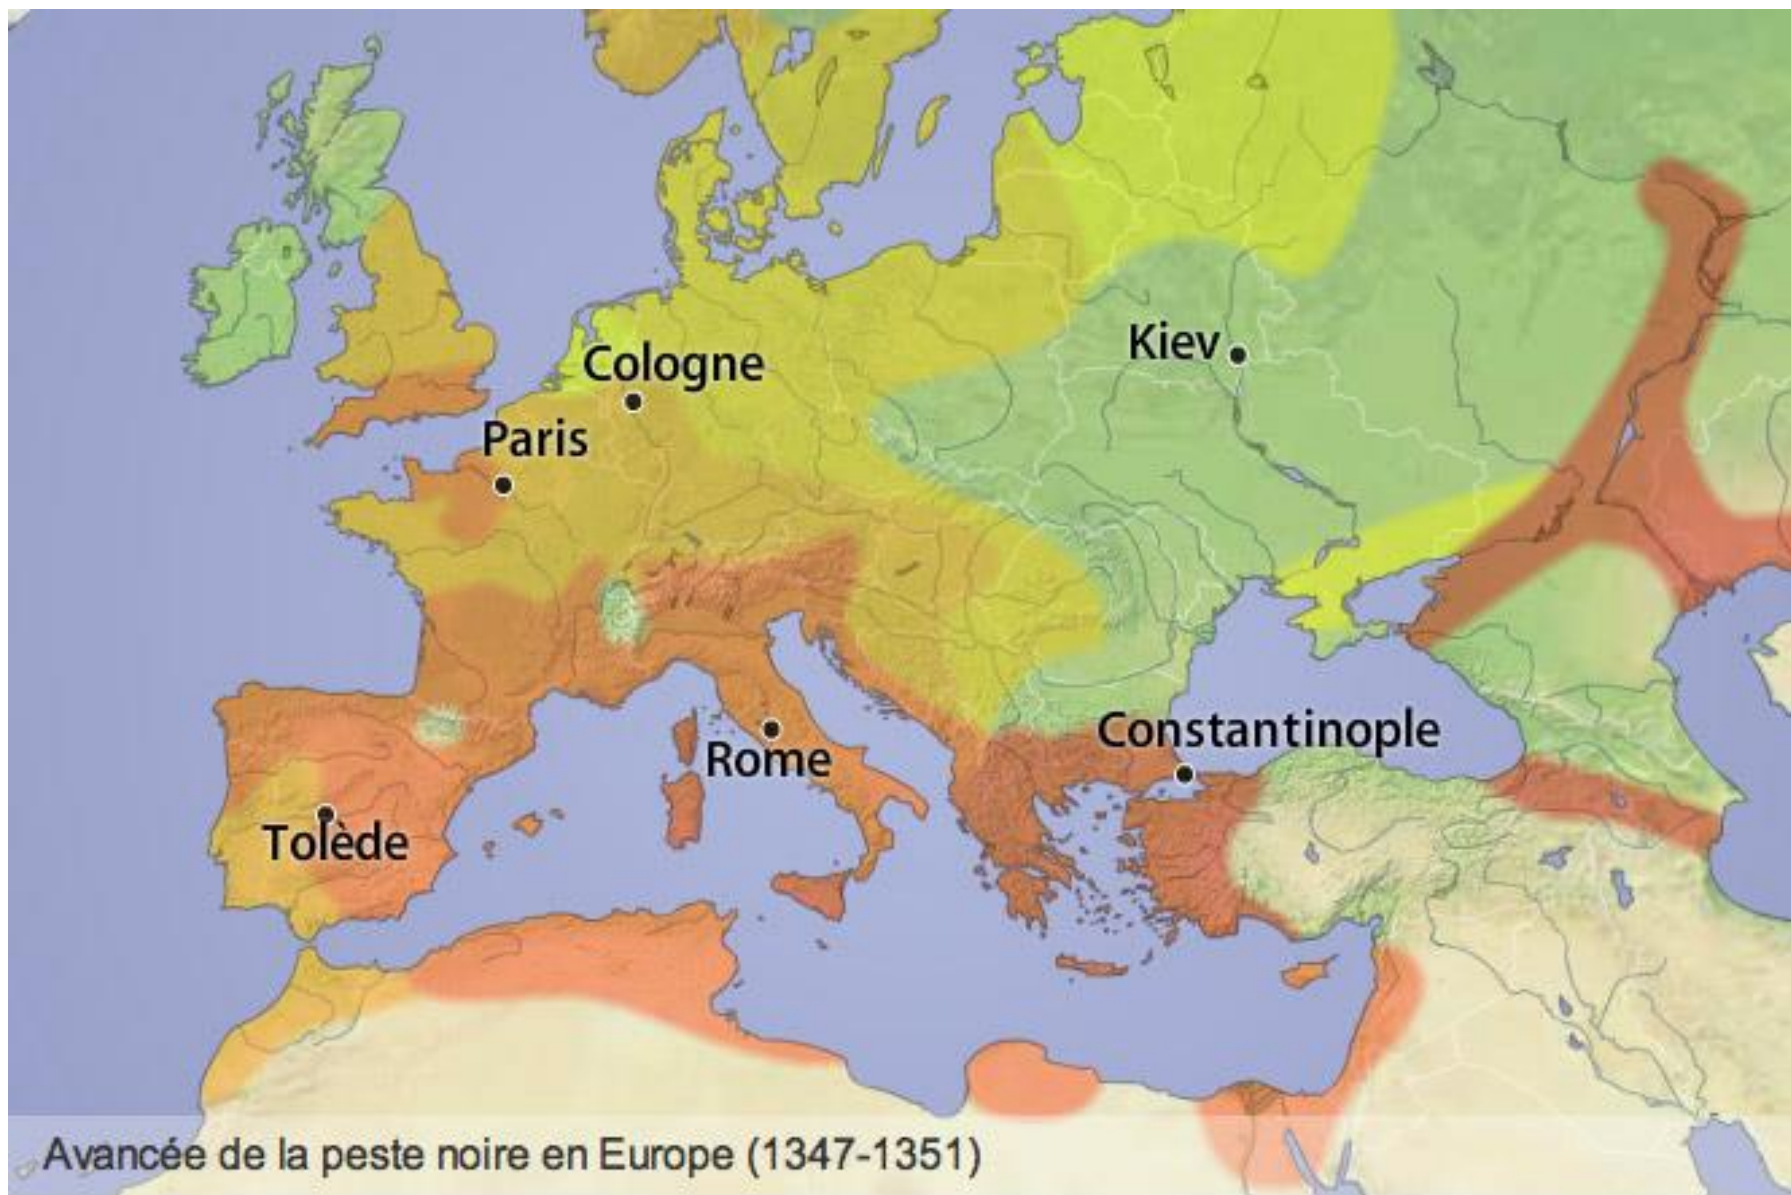 Kiev
Cologne
Paris
Constantinople
Rome
Tolède
Avancée de la peste noire en Europe (1347-1351)